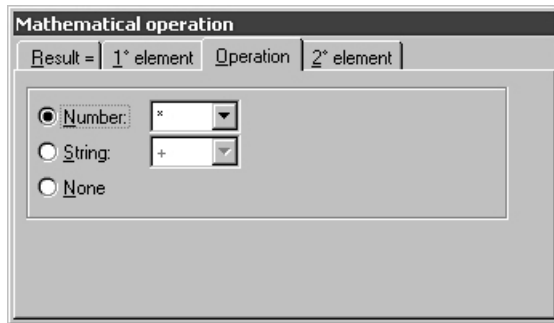 Mathematical operation
Result = 1° element Operation 2° element
Number: *
String: +
None